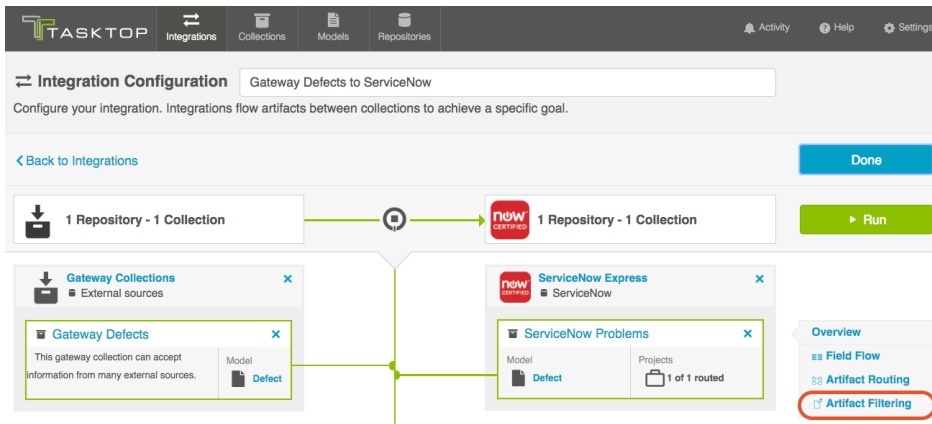 TASKTOP
Integrations
Collections
Models
Repositories
Activity
Help
Settings
Integration Configuration
Gateway Defects to ServiceNow
Configure your integration. Integrations flow artifacts between collections to achieve a specific goal.
Back to Integrations
Done
1 Repository - 1 Collection
now
CERTIFIED
1 Repository - 1 Collection
Run
Gateway Collections
External sources
now
CERTIFIED
ServiceNow Express
ServiceNow
Gateway Defects
This gateway collection can accept
information from many external sources.
Model
Defect
ServiceNow Problems
Model
Defect
Projects
1 of 1 routed
Overview
Field Flow
Artifact Routing
Artifact Filtering